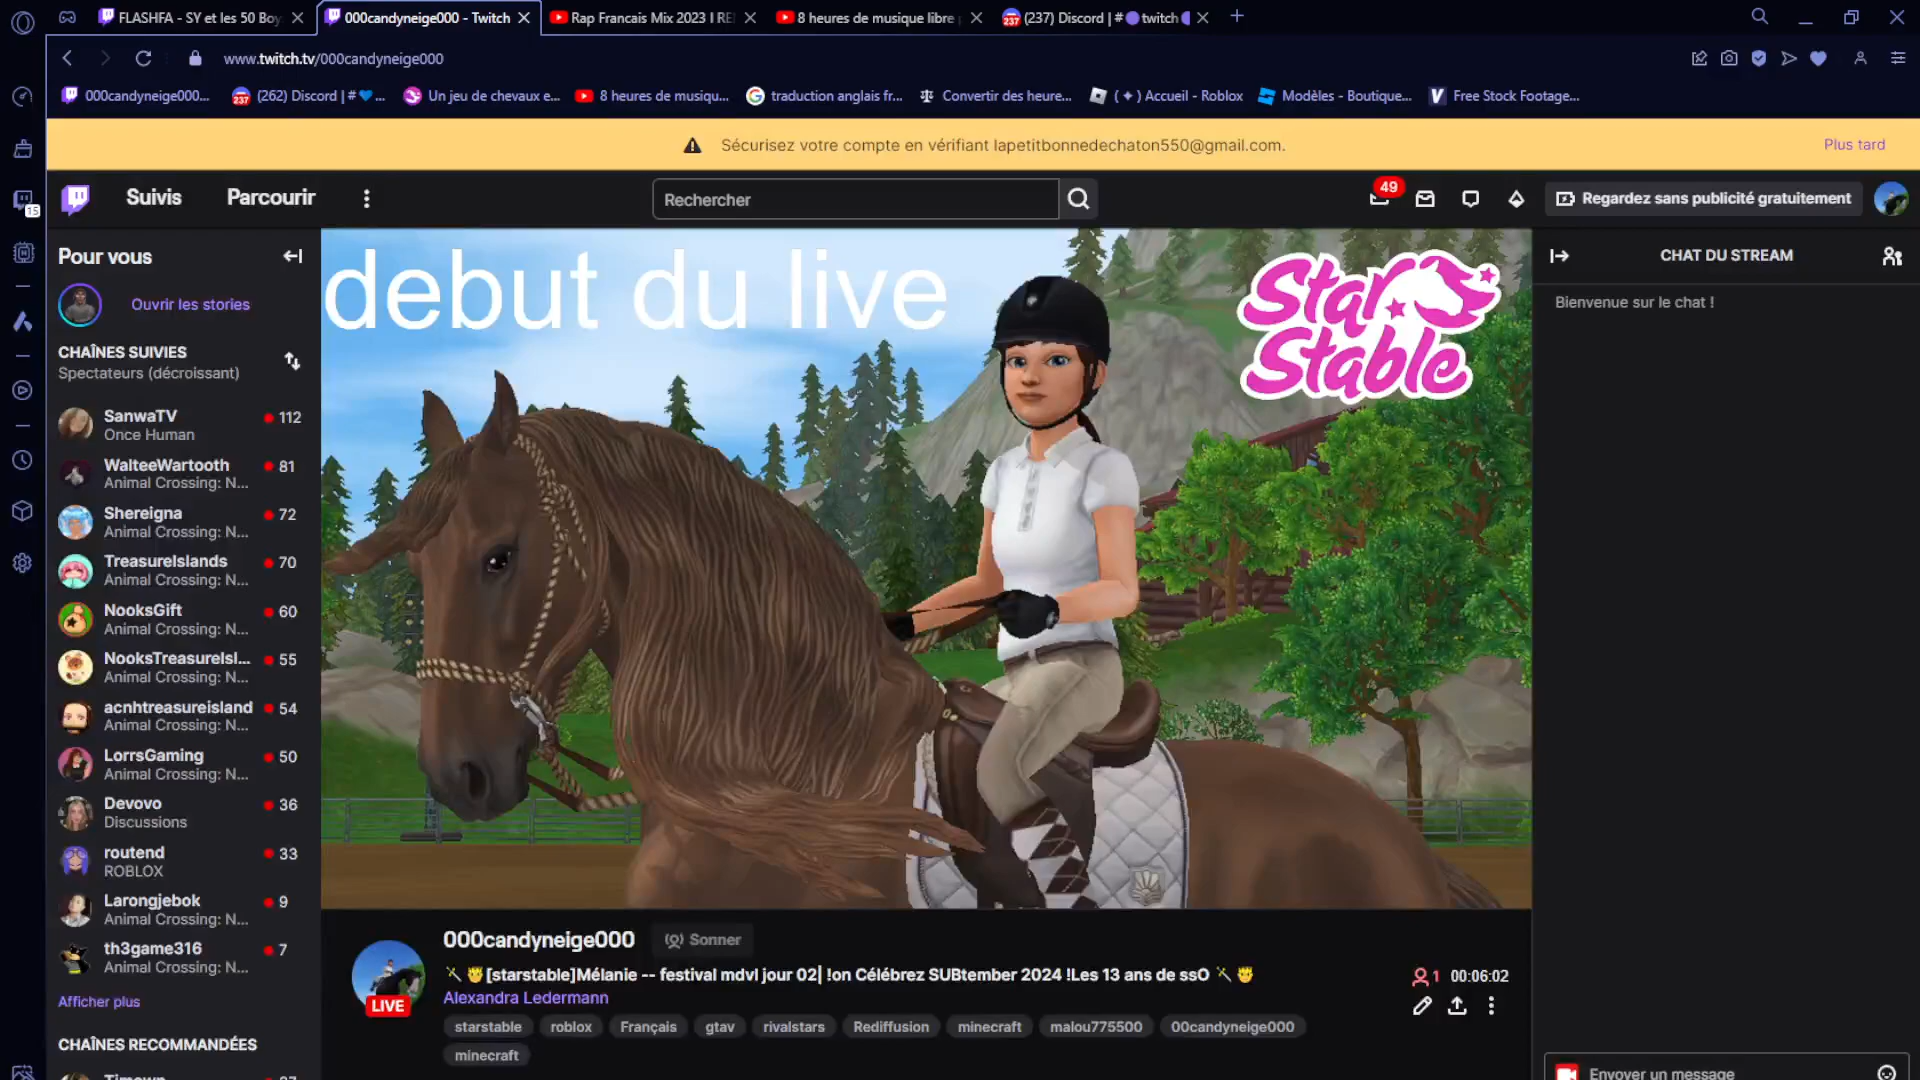 FLASHFA - SY et les 50 Boy
000candyneige000 - Twitch
Rap Francais Mix 2023 I RE
8 heures de musique libre
(237) Discord | # twitch
www.twitch.tv/000candyneige000
000candyneige000...
(262) Discord | # ...
Un jeu de chevaux e...
8 heures de musiqu...
traduction anglais fr...
Convertir des heure...
( ✦ ) Accueil - Roblox
Modèles - Boutique...
Free Stock Footage...
Sécurisez votre compte en vérifiant lapetitbonnedechaton550@gmail.com.
Plus tard
15
Suivis
Parcourir
Rechercher
49
Regardez sans publicité gratuitement
Pour vous
Ouvrir les stories
CHAÎNES SUIVIES
Spectateurs (décroissant)
SanwaTV 112
Once Human
WalteeWartooth 81
Animal Crossing: N...
Shereigna 72
Animal Crossing: N...
TreasureIslands 70
Animal Crossing: N...
NooksGift 60
Animal Crossing: N...
NooksTreasureIsl... 55
Animal Crossing: N...
acnhtreasureisland 54
Animal Crossing: N...
LorrsGaming 50
Animal Crossing: N...
Devovo 36
Discussions
routend 33
ROBLOX
Larongjebok 9
Animal Crossing: N...
th3game316 7
Animal Crossing: N...
Afficher plus
CHAÎNES RECOMMANDÉES
debut du live
Star
Stable
CHAT DU STREAM
Bienvenue sur le chat !
000candyneige000
Sonner
LIVE
[starstable]Mélanie -- festival mdvl jour 02| !on Célébrez SUBtember 2024 !Les 13 ans de ssO
1 00:06:02
Alexandra Ledermann
starstable
roblox
Français
gtav
rivalstars
Rediffusion
minecraft
malou775500
00candyneige000
minecraft
Envoyer un message